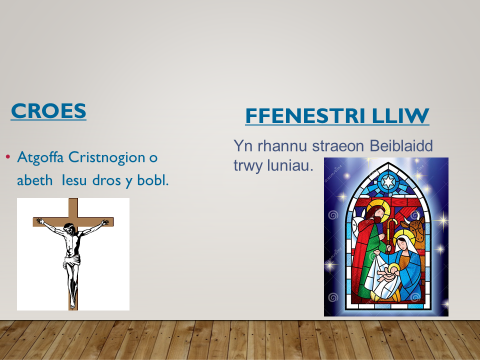 CROES
• Atgoffa Cristnogion o
abeth Iesu dros y bobl.
FFENESTRI LLIW
Yn rhannu straeon Beiblaidd
trwy luniau.